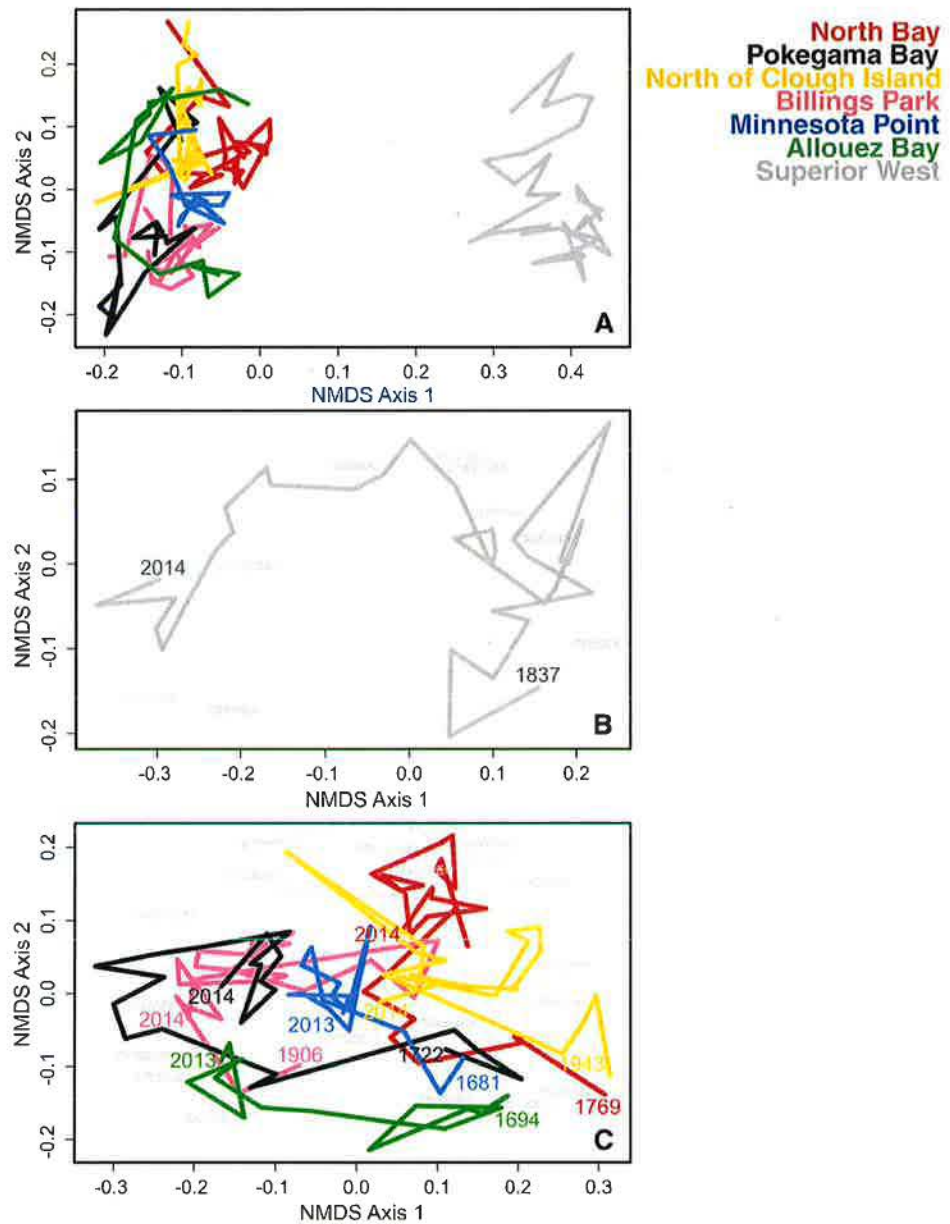 North Bay
Pokegama Bay
North of Clough Island
Billings Park
Minnesota Point
Allouez Bay
Superior West
NMDS Axis 2
0.2
0.1
0.0
-0.1
-0.2
A
-0.2 -0.1 0.0 0.1 0.2 0.3 0.4
NMDS Axis 1
NMDS Axis 2
0.1
0.0
-0.1
-0.2
2014
1837
B
-0.3 -0.2 -0.1 0.0 0.1 0.2
NMDS Axis 1
NMDS Axis 2
0.2
0.1
0.0
-0.1
-0.2
2014
2014
2014
2013
2014
2013
1906
1722
1681
1913
1769
1694
C
-0.3 -0.2 -0.1 0.0 0.1 0.2 0.3
NMDS Axis 1